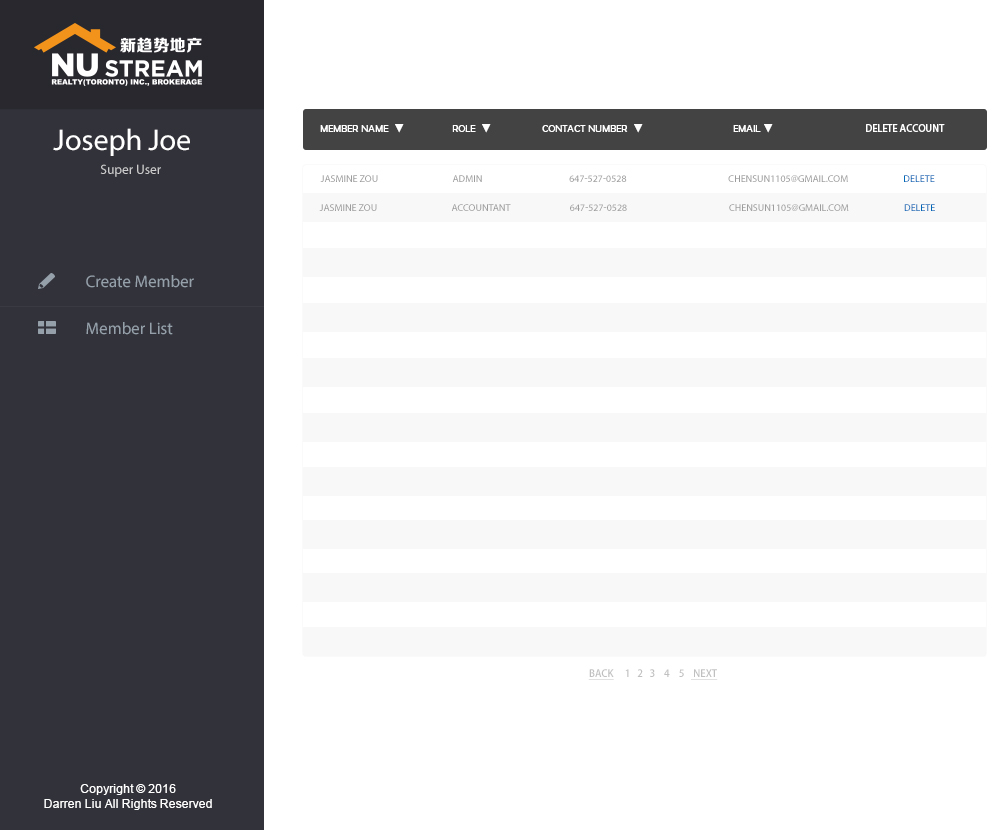 新趋势地产
NU STREAM
REALTY(TORONTO) INC., BROKERAGE
Joseph Joe
Super User
Create Member
Member List
Copyright © 2016
Darren Liu All Rights Reserved
MEMBER NAME ▼ ROLE ▼ CONTACT NUMBER ▼ EMAIL ▼ DELETE ACCOUNT
JASMINE ZOU ADMIN 647-527-0528 CHENSUN1105@GMAIL.COM DELETE
JASMINE ZOU ACCOUNTANT 647-527-0528 CHENSUN1105@GMAIL.COM DELETE
BACK 1 2 3 4 5 NEXT